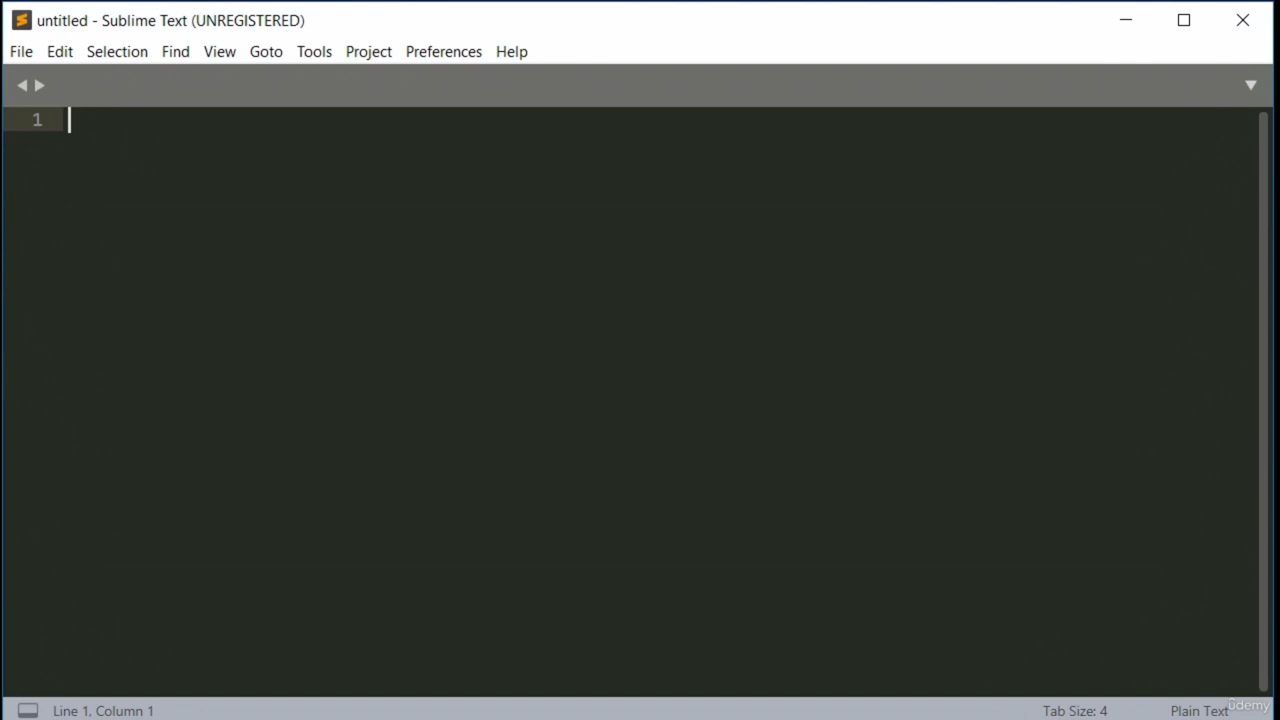 untitled - Sublime Text (UNREGISTERED)
File Edit Selection Find View Goto Tools Project Preferences Help
1
Line 1, Column 1 Tab Size: 4 Plain Text
ûdemy